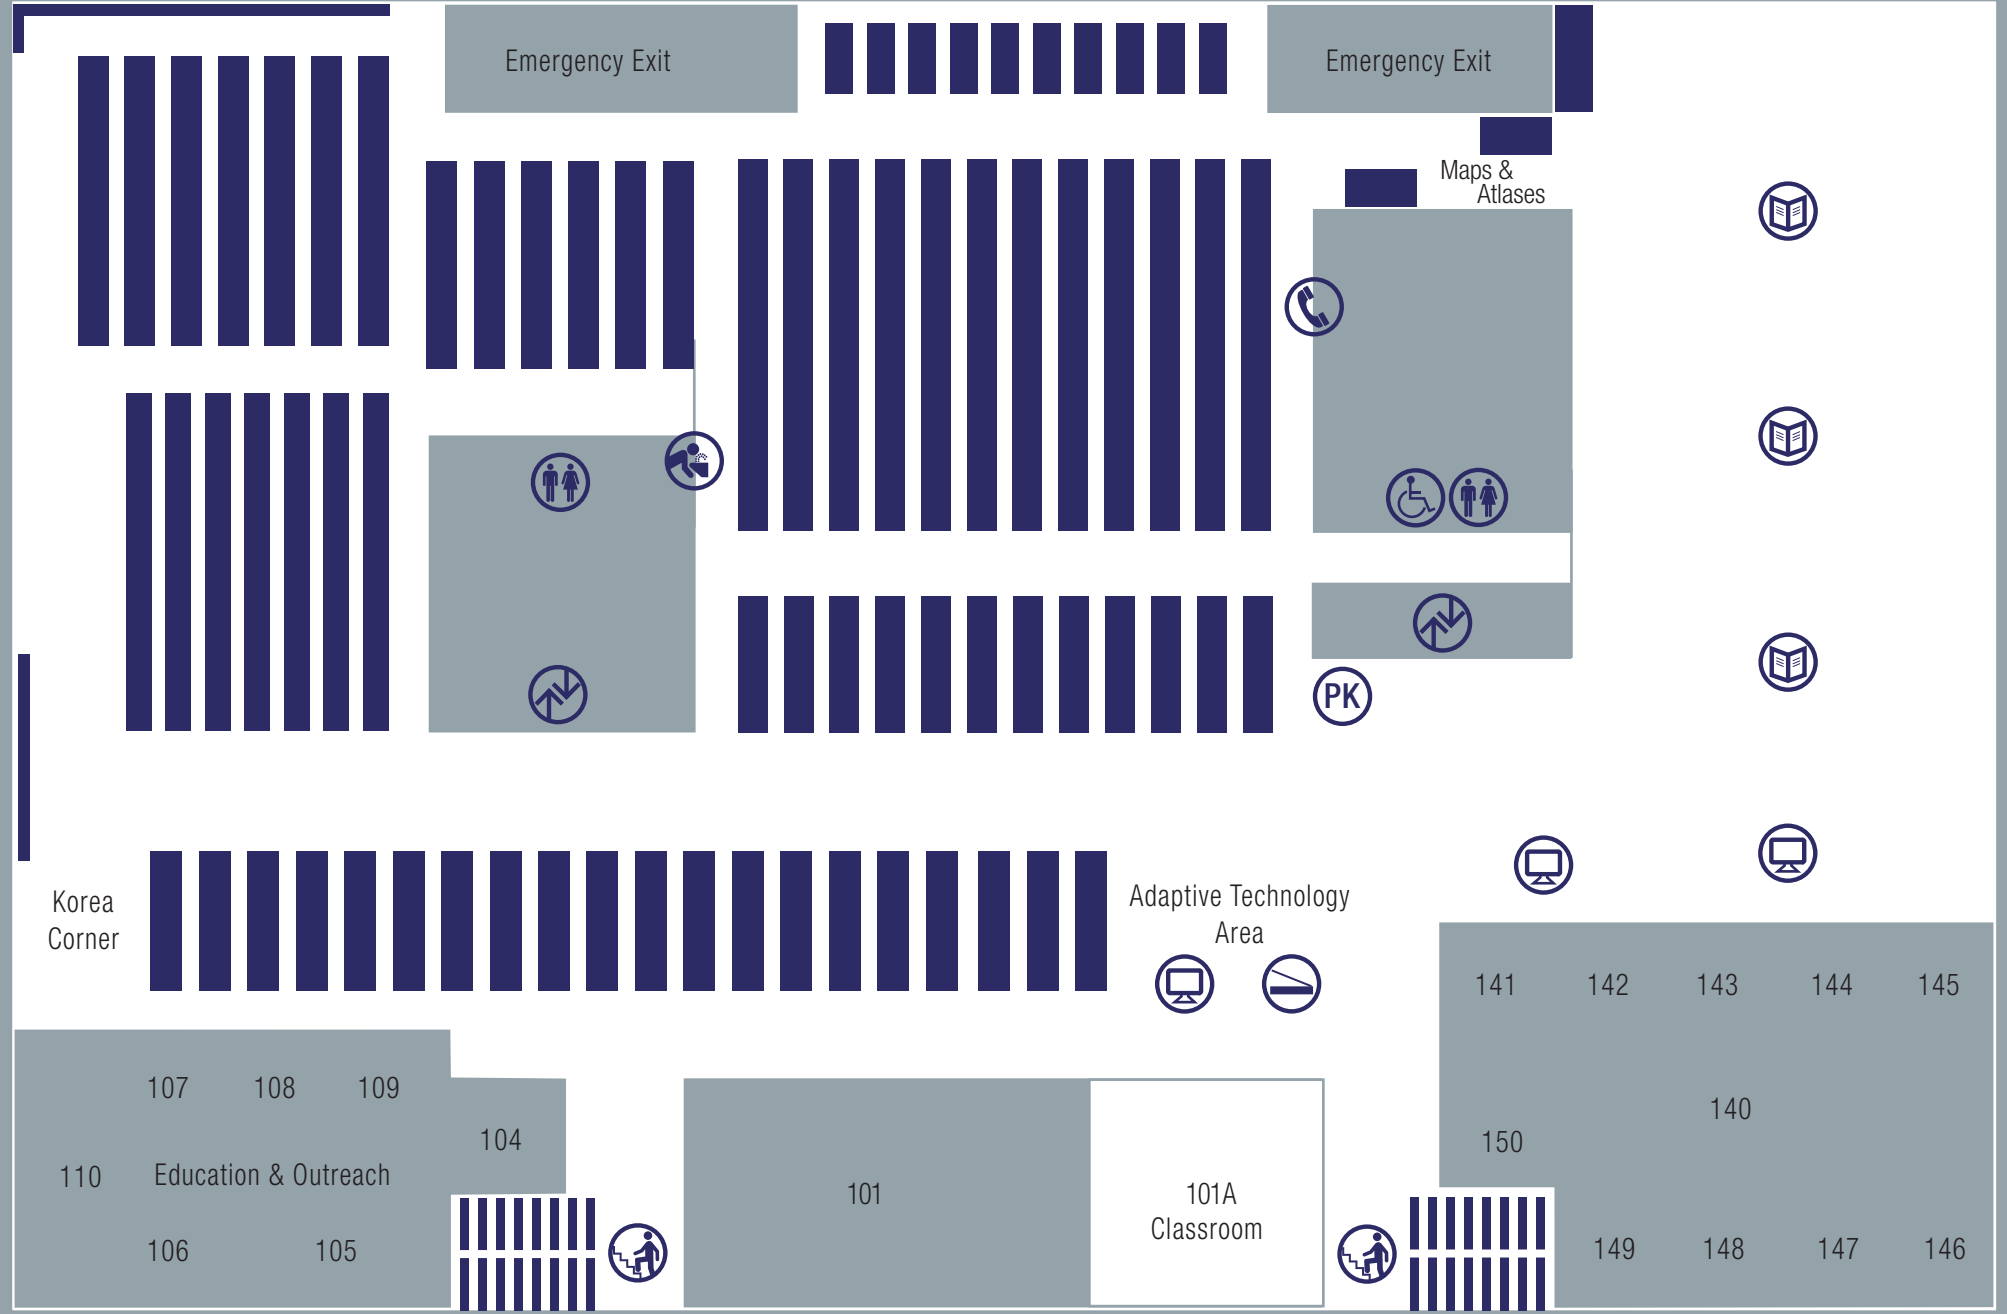 Emergency Exit
Emergency Exit
Maps &
Atlases
PK
Korea
Corner
Adaptive Technology
Area
141 142 143 144 145
107 108 109
140
104
150
110 Education & Outreach
101
101A
Classroom
106 105
149 148 147 146